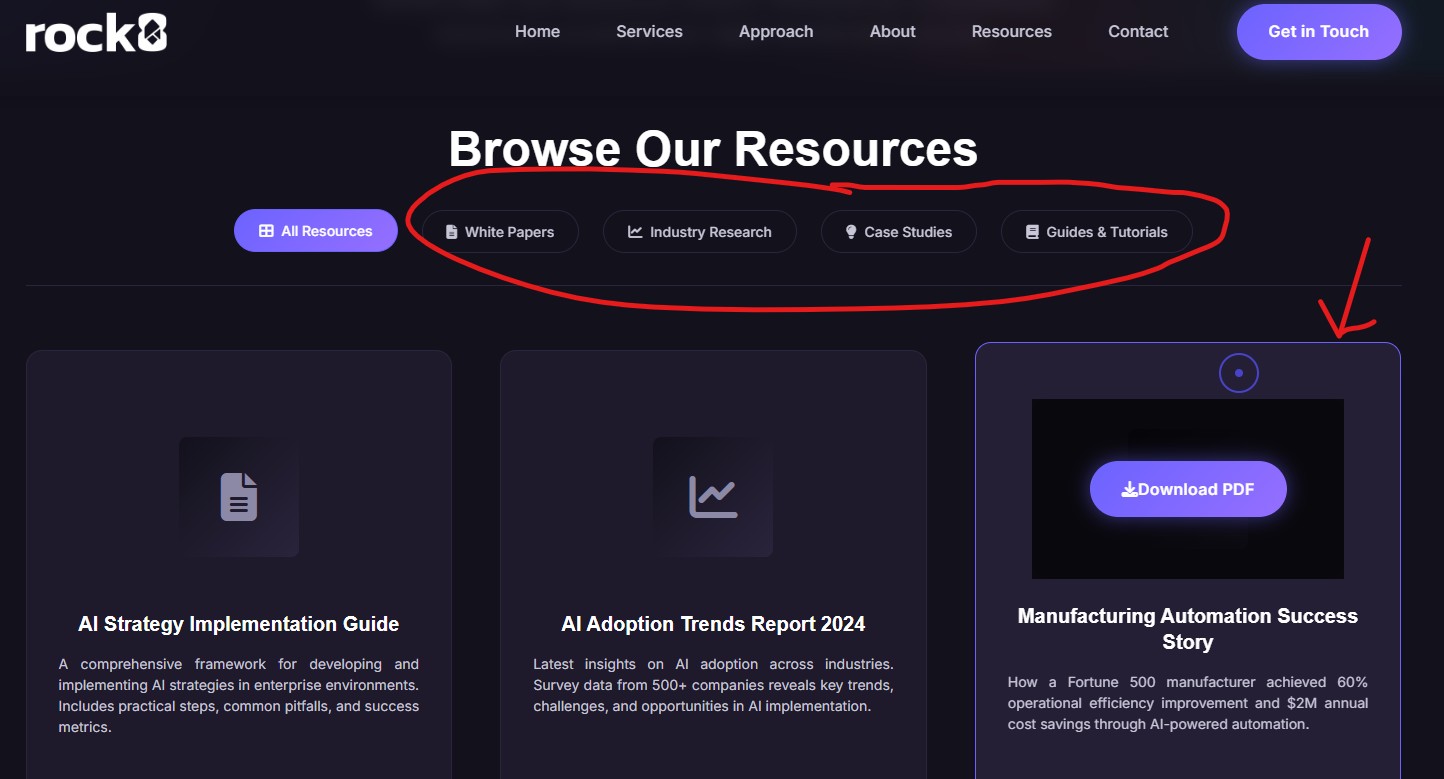 rock8
Home Services Approach About Resources Contact Get in Touch
Browse Our Resources
All Resources White Papers Industry Research Case Studies Guides & Tutorials
AI Strategy Implementation Guide
A comprehensive framework for developing and
implementing AI strategies in enterprise environments.
Includes practical steps, common pitfalls, and success
metrics.
AI Adoption Trends Report 2024
Latest insights on AI adoption across industries.
Survey data from 500+ companies reveals key trends,
challenges, and opportunities in AI implementation.
Download PDF
Manufacturing Automation Success
Story
How a Fortune 500 manufacturer achieved 60%
operational efficiency improvement and $2M annual
cost savings through AI-powered automation.